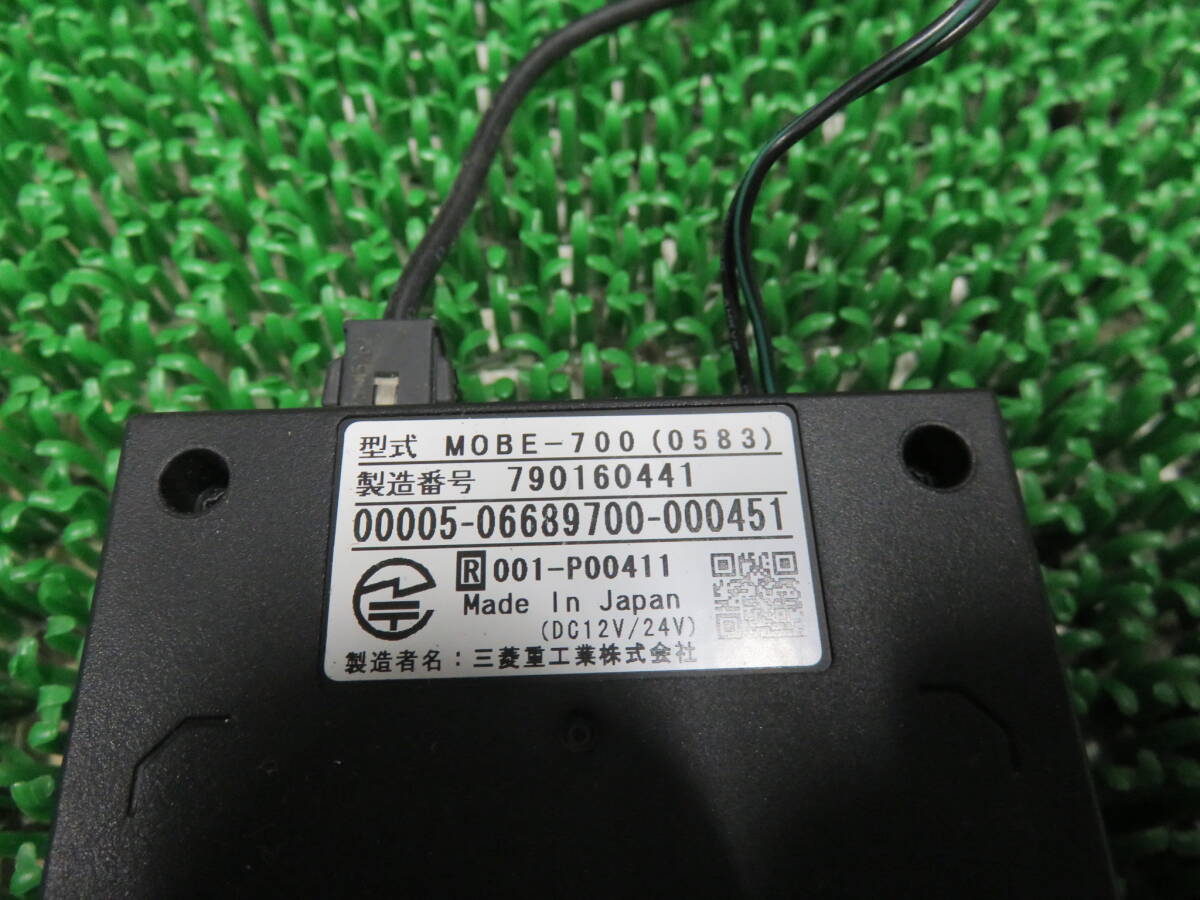 型式 MOBE-700(0583)
製造番号 790160441
00005-06689700-000451
R 001-P00411
Made In Japan
(DC12V/24V)
製造者名:三菱重工業株式会社